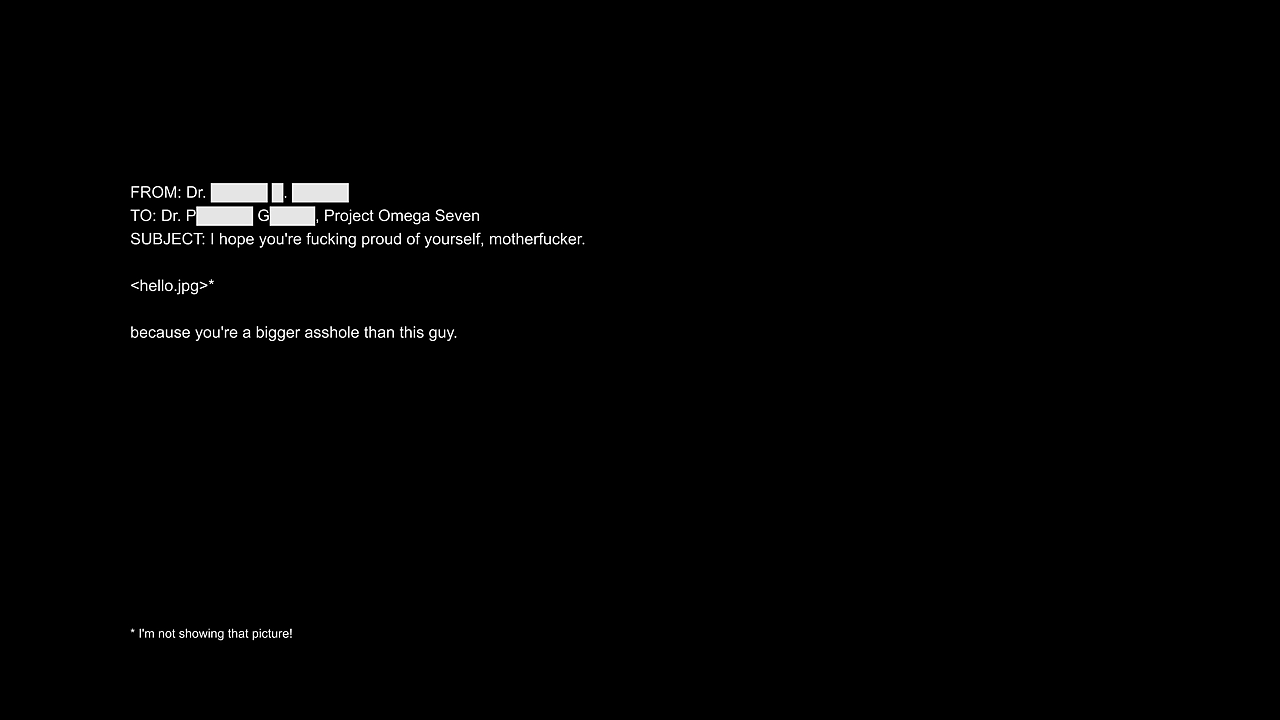 FROM: Dr. ██████ █. ██████
TO: Dr. P██████ G█████, Project Omega Seven
SUBJECT: I hope you're fucking proud of yourself, motherfucker.
<hello.jpg>*
because you're a bigger asshole than this guy.
* I'm not showing that picture!